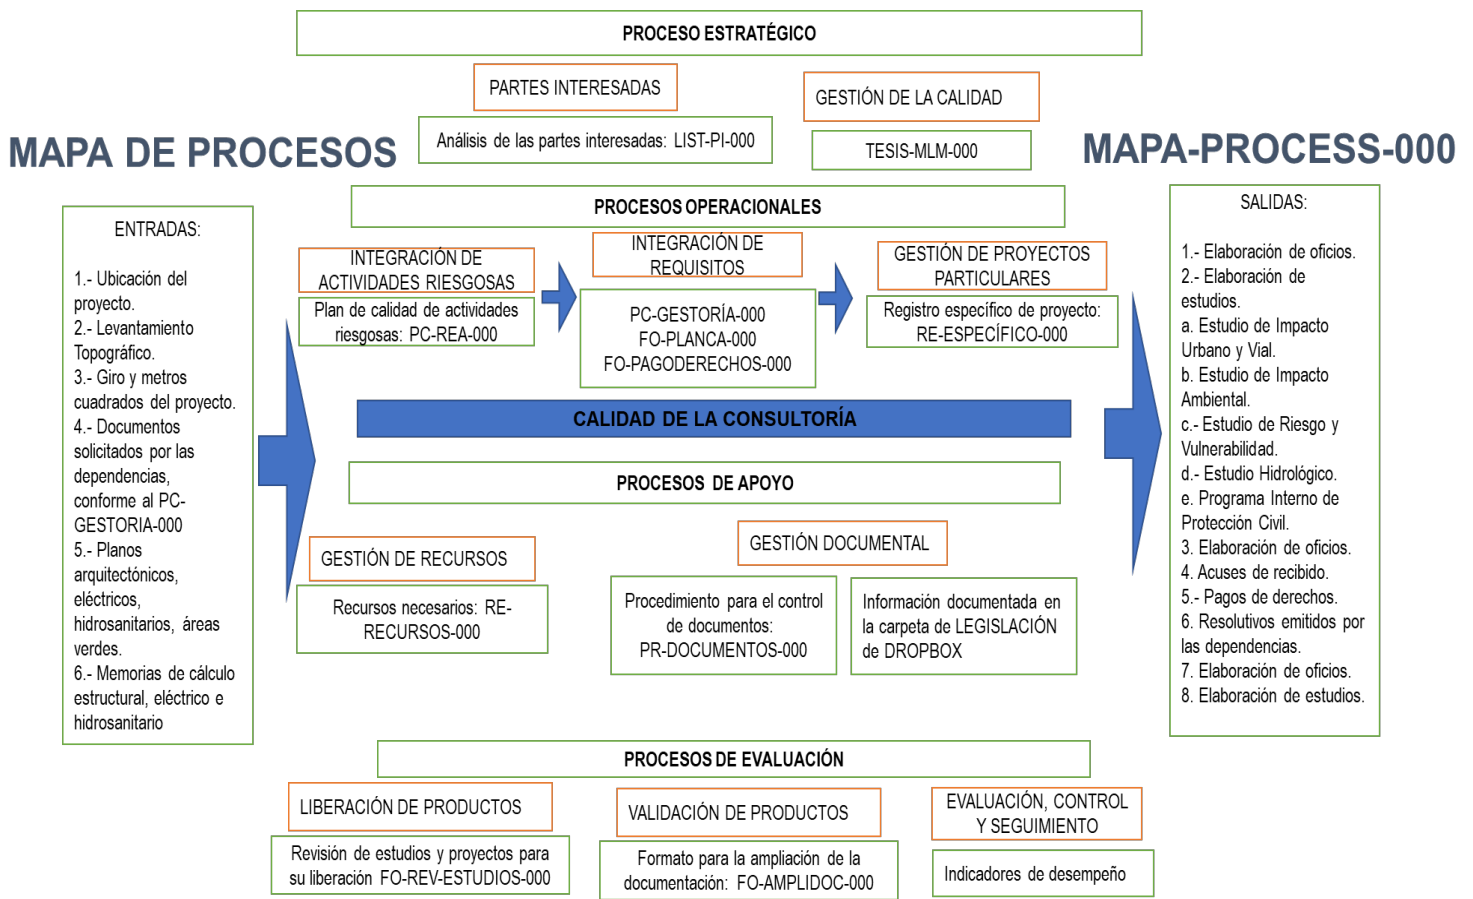 PROCESO ESTRATÉGICO
PARTES INTERESADAS
GESTIÓN DE LA CALIDAD
Análisis de las partes interesadas: LIST-PI-000
TESIS-MLM-000
MAPA DE PROCESOS
MAPA-PROCESS-000
ENTRADAS:
1.- Ubicación del
proyecto.
2.- Levantamiento
Topográfico.
3.- Giro y metros
cuadrados del proyecto.
4.- Documentos
solicitados por las
dependencias,
conforme al PC-
GESTORIA-000
5.- Planos
arquitectónicos,
eléctricos,
hidrosanitarios, áreas
verdes.
6.- Memorias de cálculo
estructural, eléctrico e
hidrosanitario
PROCESOS OPERACIONALES
INTEGRACIÓN DE
ACTIVIDADES RIESGOSAS
Plan de calidad de actividades
riesgosas: PC-REA-000
INTEGRACIÓN DE
REQUISITOS
PC-GESTORÍA-000
FO-PLANCA-000
FO-PAGODERECHOS-000
GESTIÓN DE PROYECTOS
PARTICULARES
Registro específico de proyecto:
RE-ESPECÍFICO-000
CALIDAD DE LA CONSULTORÍA
PROCESOS DE APOYO
GESTIÓN DE RECURSOS
Recursos necesarios: RE-
RECURSOS-000
GESTIÓN DOCUMENTAL
Procedimiento para el control
de documentos:
PR-DOCUMENTOS-000
Información documentada en
la carpeta de LEGISLACIÓN
de DROPBOX
SALIDAS:
1.- Elaboración de oficios.
2.- Elaboración de
estudios.
a. Estudio de Impacto
Urbano y Vial.
b. Estudio de Impacto
Ambiental.
c.- Estudio de Riesgo y
Vulnerabilidad.
d.- Estudio Hidrológico.
e. Programa Interno de
Protección Civil.
3. Elaboración de oficios.
4. Acuses de recibido.
5.- Pagos de derechos.
6. Resolutivos emitidos por
las dependencias.
7. Elaboración de oficios.
8. Elaboración de estudios.
PROCESOS DE EVALUACIÓN
LIBERACIÓN DE PRODUCTOS
Revisión de estudios y proyectos para
su liberación FO-REV-ESTUDIOS-000
VALIDACIÓN DE PRODUCTOS
Formato para la ampliación de la
documentación: FO-AMPLIDOC-000
EVALUACIÓN, CONTROL
Y SEGUIMIENTO
Indicadores de desempeño